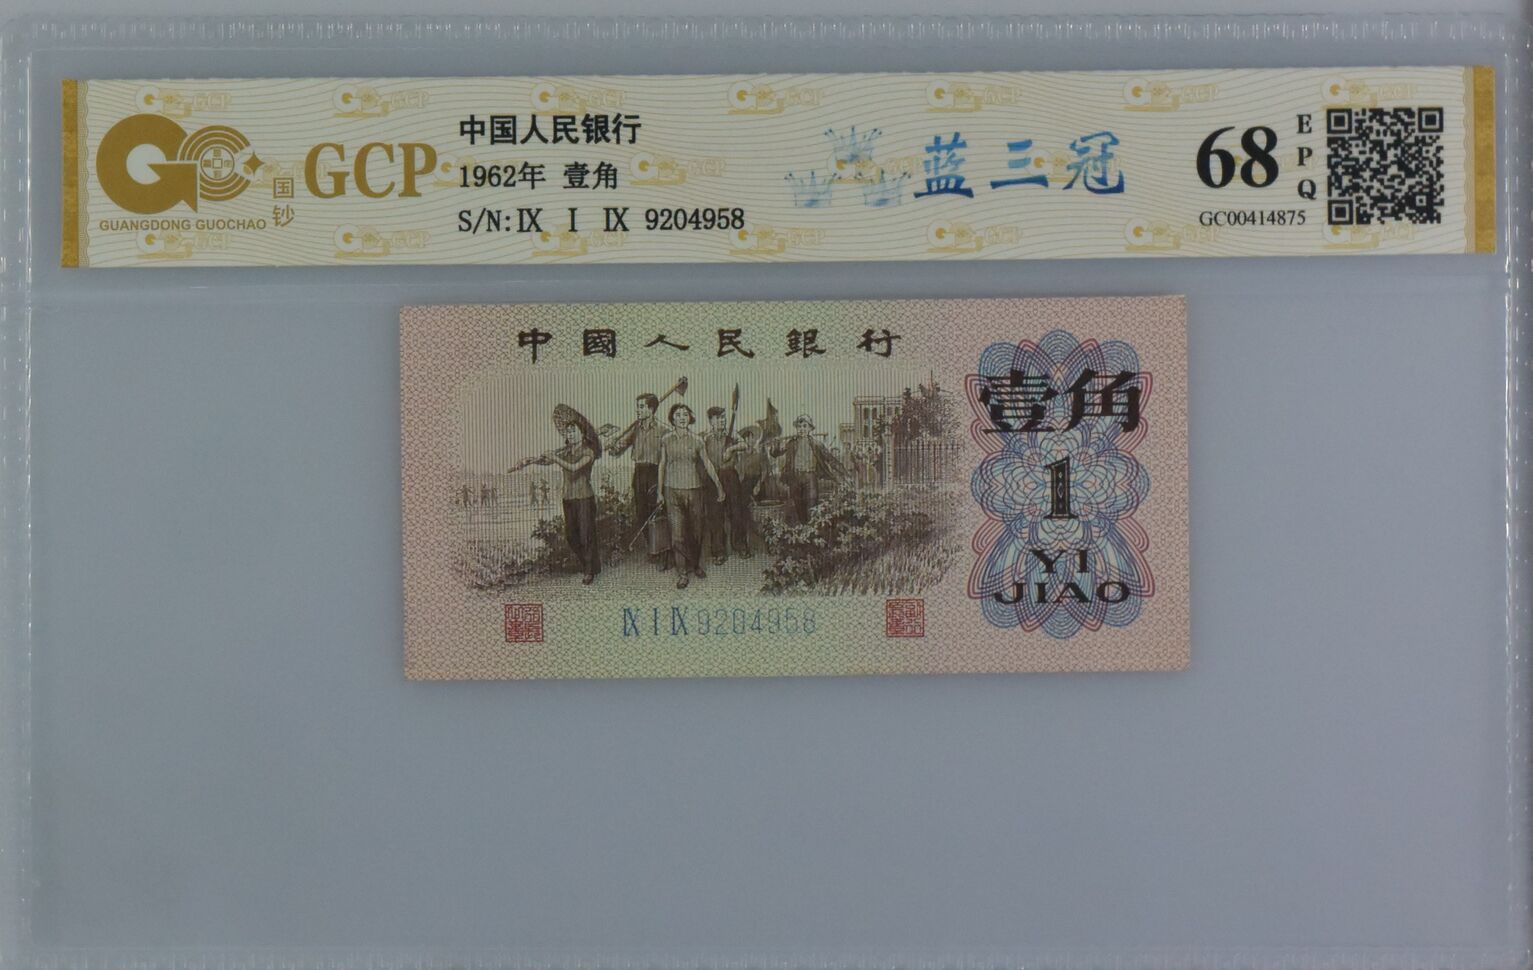 GCP
GUANGDONG GUOCHAO
国钞
中国人民银行
1962年 壹角
S/N: IX I IX 9204958
蓝三冠
68
EPQ
GC00414875
中國人民銀行
壹角
1
YI
JIAO
IX I IX 9204958